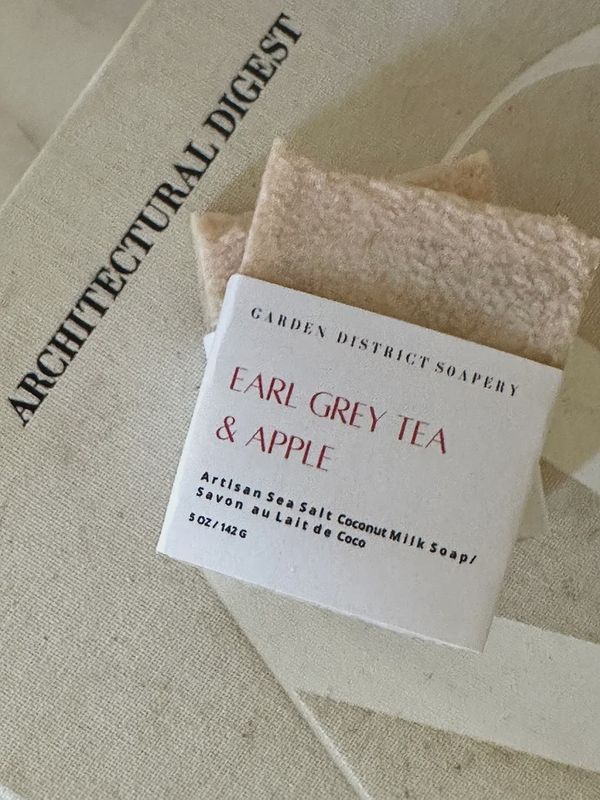 ARCHITECTURAL DIGEST
GARDEN DISTRICT SOAPERY
EARL GREY TEA
& APPLE
Artisan Sea Salt Coconut Milk Soap/
Savon au Lait de Coco
5 OZ / 142 G